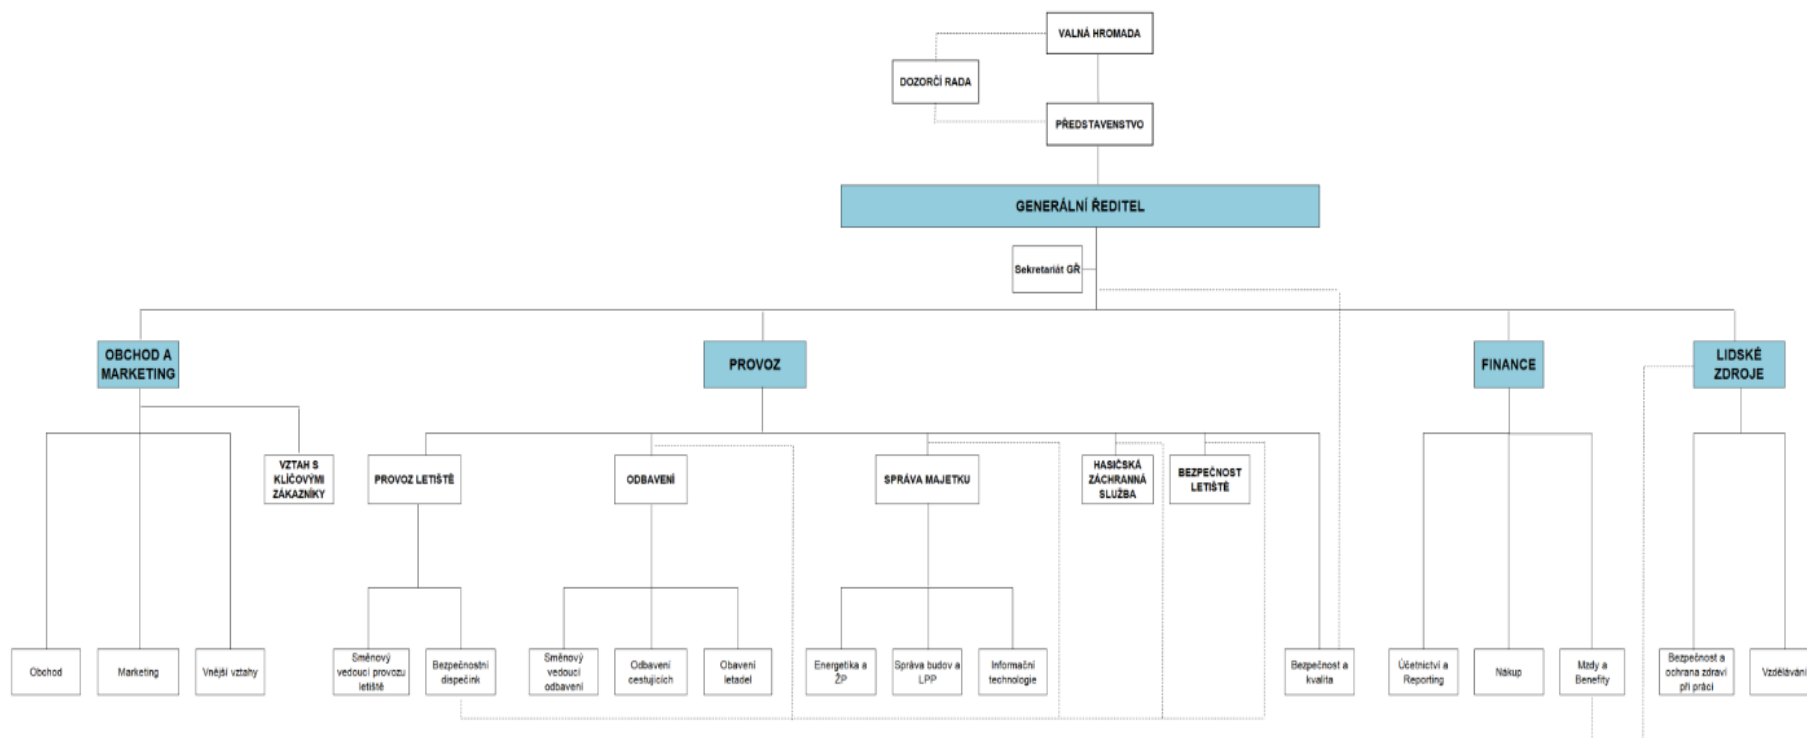 VALNÁ HROMADA
DOZORČÍ RADA
PŘEDSTAVENSTVO
GENERÁLNÍ ŘEDITEL
Sekretariát GŘ
OBCHOD A
MARKETING
PROVOZ
FINANCE
LIDSKÉ
ZDROJE
VZTAH S
KLÍČOVÝMI
ZÁKAZNÍKY
PROVOZ LETIŠTĚ
ODBAVENÍ
SPRÁVA MAJETKU
HASIČSKÁ
ZÁCHRANNÁ
SLUŽBA
BEZPEČNOST
LETIŠTĚ
Obchod
Marketing
Vnější vztahy
Směnový
vedoucí provozu
letiště
Bezpečnostní
dispečink
Směnový
vedoucí
odbavení
Odbavení
cestujících
Obavení
letadel
Energetika a
ŽP
Správa budov a
LPP
Informační
technologie
Bezpečnost a
kvalita
Účetnictví a
Reporting
Nákup
Mzdy a
Benefity
Bezpečnost a
ochrana zdraví
při práci
Vzdělávání